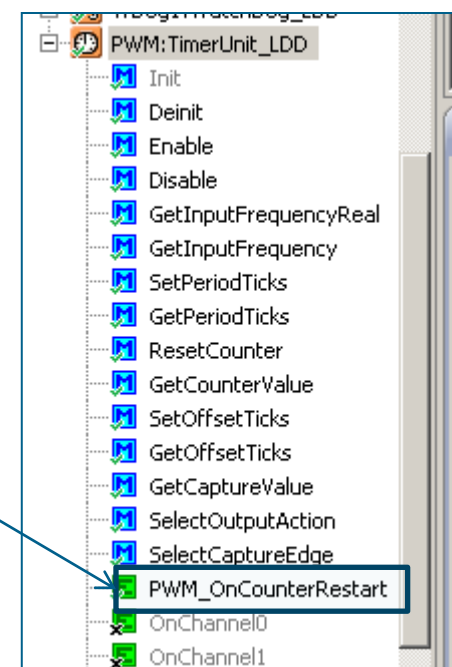 PWM:TimerUnit_LDD
Init
Deinit
Enable
Disable
GetInputFrequencyReal
GetInputFrequency
SetPeriodTicks
GetPeriodTicks
ResetCounter
GetCounterValue
SetOffsetTicks
GetOffsetTicks
GetCaptureValue
SelectOutputAction
SelectCaptureEdge
PWM_OnCounterRestart
OnChannel0
OnChannel1